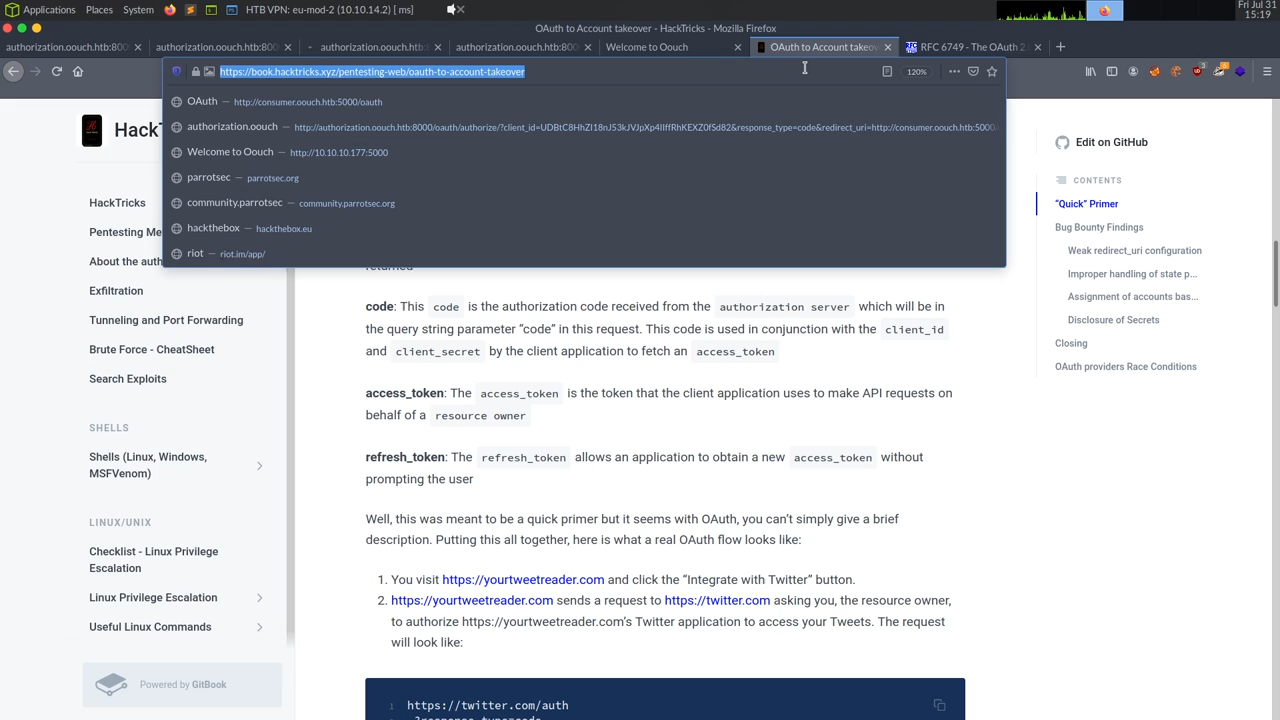 Applications Places System HTB VPN: eu-mod-2 (10.10.14.2) [ms] Fri Jul 31
15:19
OAuth to Account takeover - HackTricks - Mozilla Firefox
authorization.oouch.htb:800 authorization.oouch.htb:800 authorization.oouch.htb:800 authorization.oouch.htb:800 Welcome to Oouch OAuth to Account takeov RFC 6749 - The OAuth 2.
https://book.hacktricks.xyz/pentesting-web/oauth-to-account-takeover 120%
OAuth — http://consumer.oouch.htb:5000/oauth
authorization.oouch — http://authorization.oouch.htb:8000/oauth/authorize/?client_id=UDBtC8HhZI18nJ53kJVJpXp4IIffRhKEXZ0fSd82&response_type=code&redirect_uri=http://consumer.oouch.htb:5000
Welcome to Oouch — http://10.10.10.177:5000
parrotsec — parrotsec.org
community.parrotsec — community.parrotsec.org
hackthebox — hackthebox.eu
riot — riot.im/app/
HackT
HackTricks
Pentesting Me
About the auth
Exfiltration
Tunneling and Port Forwarding
Brute Force - CheatSheet
Search Exploits
SHELLS
Shells (Linux, Windows,
MSFVenom)
LINUX/UNIX
Checklist - Linux Privilege
Escalation
Linux Privilege Escalation
Useful Linux Commands
Powered by GitBook
returned
code: This code is the authorization code received from the authorization server which will be in
the query string parameter “code” in this request. This code is used in conjunction with the client_id
and client_secret by the client application to fetch an access_token
access_token: The access_token is the token that the client application uses to make API requests on
behalf of a resource owner
refresh_token: The refresh_token allows an application to obtain a new access_token without
prompting the user
Well, this was meant to be a quick primer but it seems with OAuth, you can’t simply give a brief
description. Putting this all together, here is what a real OAuth flow looks like:
1. You visit https://yourtweetreader.com and click the “Integrate with Twitter” button.
2. https://yourtweetreader.com sends a request to https://twitter.com asking you, the resource owner,
to authorize https://yourtweetreader.com’s Twitter application to access your Tweets. The request
will look like:
1 https://twitter.com/auth
?response_type=code
Edit on GitHub
CONTENTS
“Quick” Primer
Bug Bounty Findings
Weak redirect_uri configuration
Improper handling of state p...
Assignment of accounts bas...
Disclosure of Secrets
Closing
OAuth providers Race Conditions